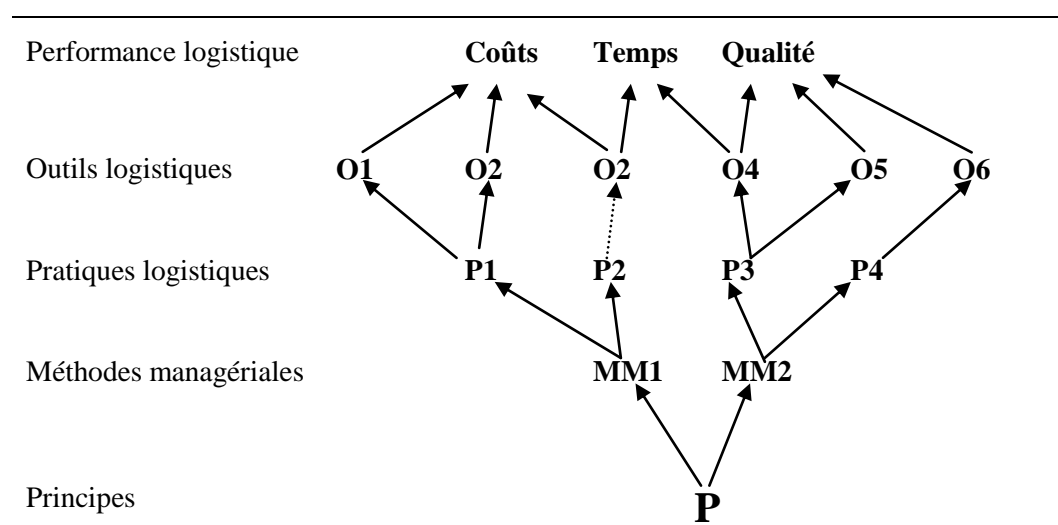 Performance logistique Coûts Temps Qualité
Outils logistiques O1 O2 O2 O4 O5 O6
Pratiques logistiques P1 P2 P3 P4
Méthodes managériales MM1 MM2
Principes P